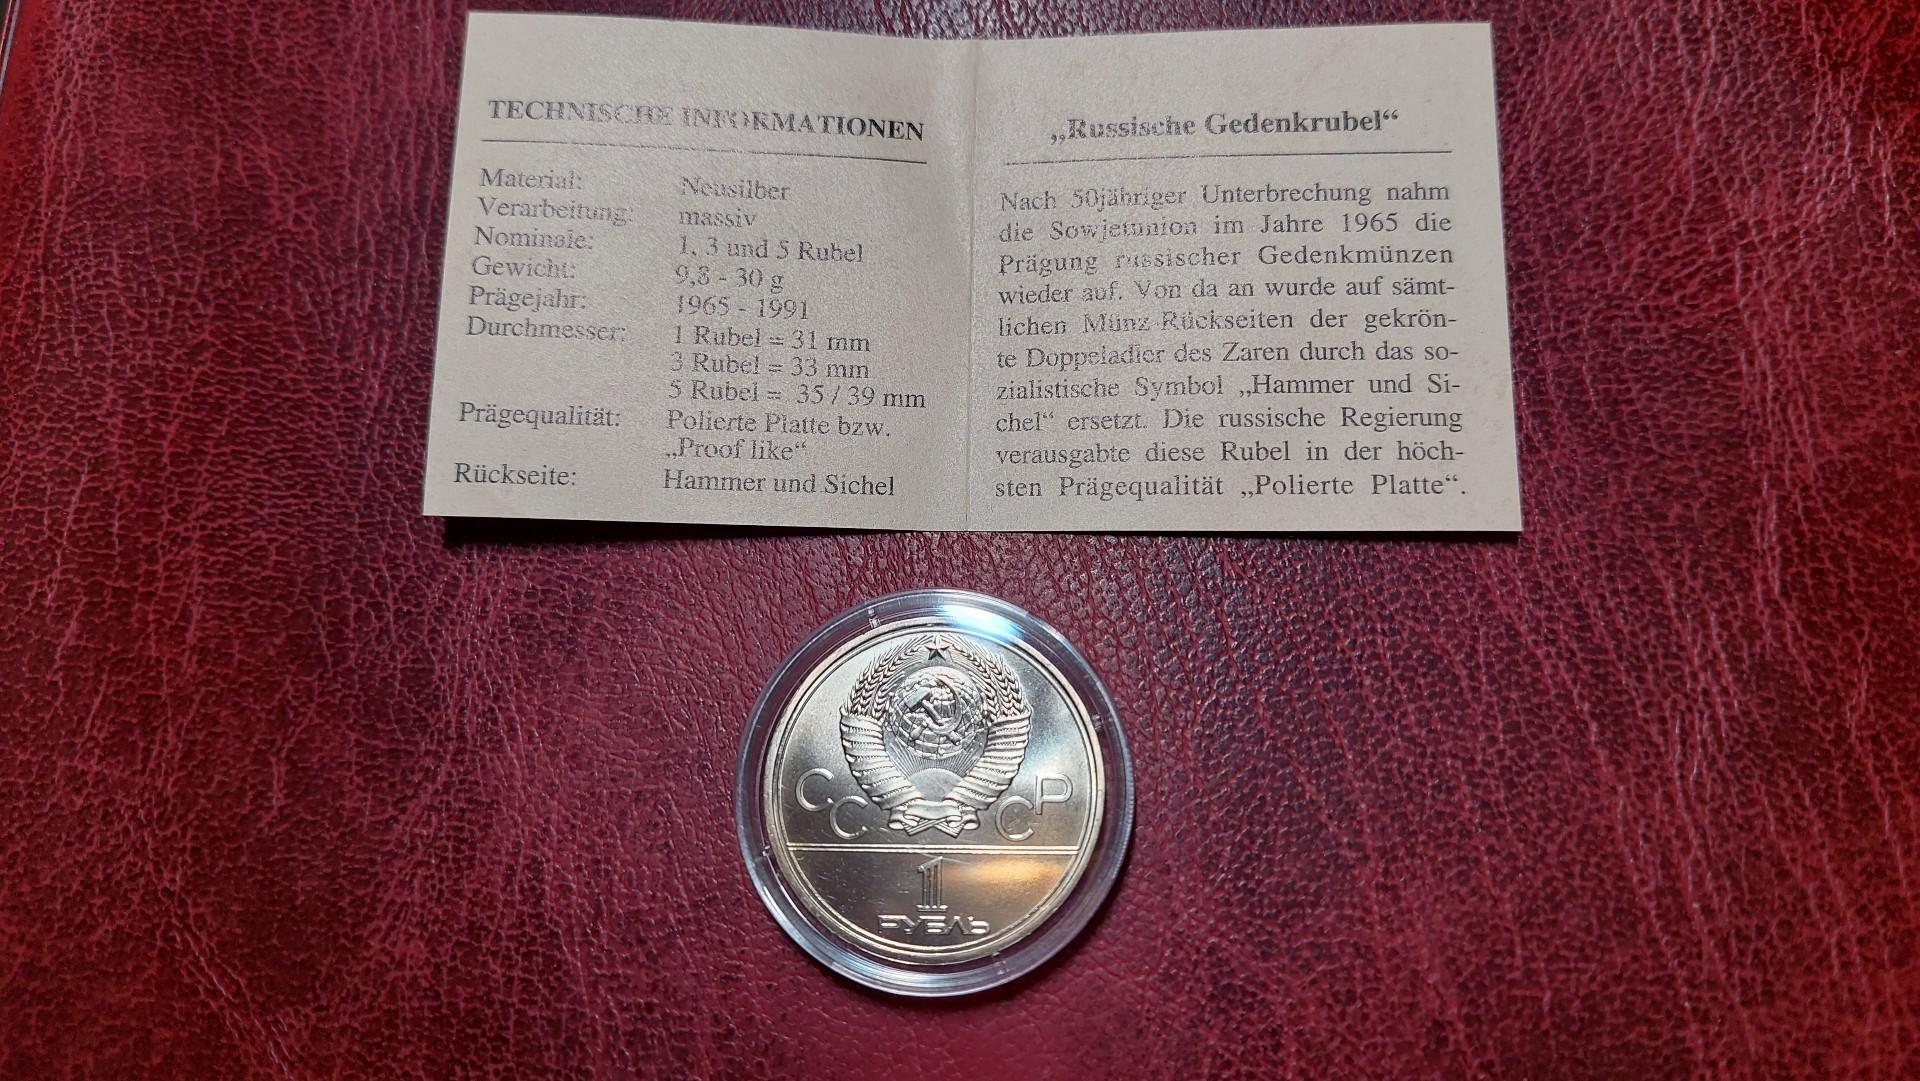 TECHNISCHE INFORMATIONEN
Material: Neusilber
Verarbeitung: massiv
Nominale: 1, 3 und 5 Rubel
Gewicht: 9,8 - 30 g
Prägejahr: 1965 - 1991
Durchmesser: 1 Rubel = 31 mm
3 Rubel = 33 mm
5 Rubel = 35 / 39 mm
Prägequalität: Polierte Platte bzw.
„Proof like“
Rückseite: Hammer und Sichel
„Russische Gedenkrubel“
Nach 50jähriger Unterbrechung nahm
die Sowjetunion im Jahre 1965 die
Prägung russischer Gedenkmünzen
wieder auf. Von da an wurde auf sämt-
lichen Münz-Rückseiten der gekrön-
te Doppeladler des Zaren durch das so-
zialistische Symbol „Hammer und Si-
chel“ ersetzt. Die russische Regierung
verausgabte diese Rubel in der höch-
sten Prägequalität „Polierte Platte“.
СССР
1
РУБЛЬ